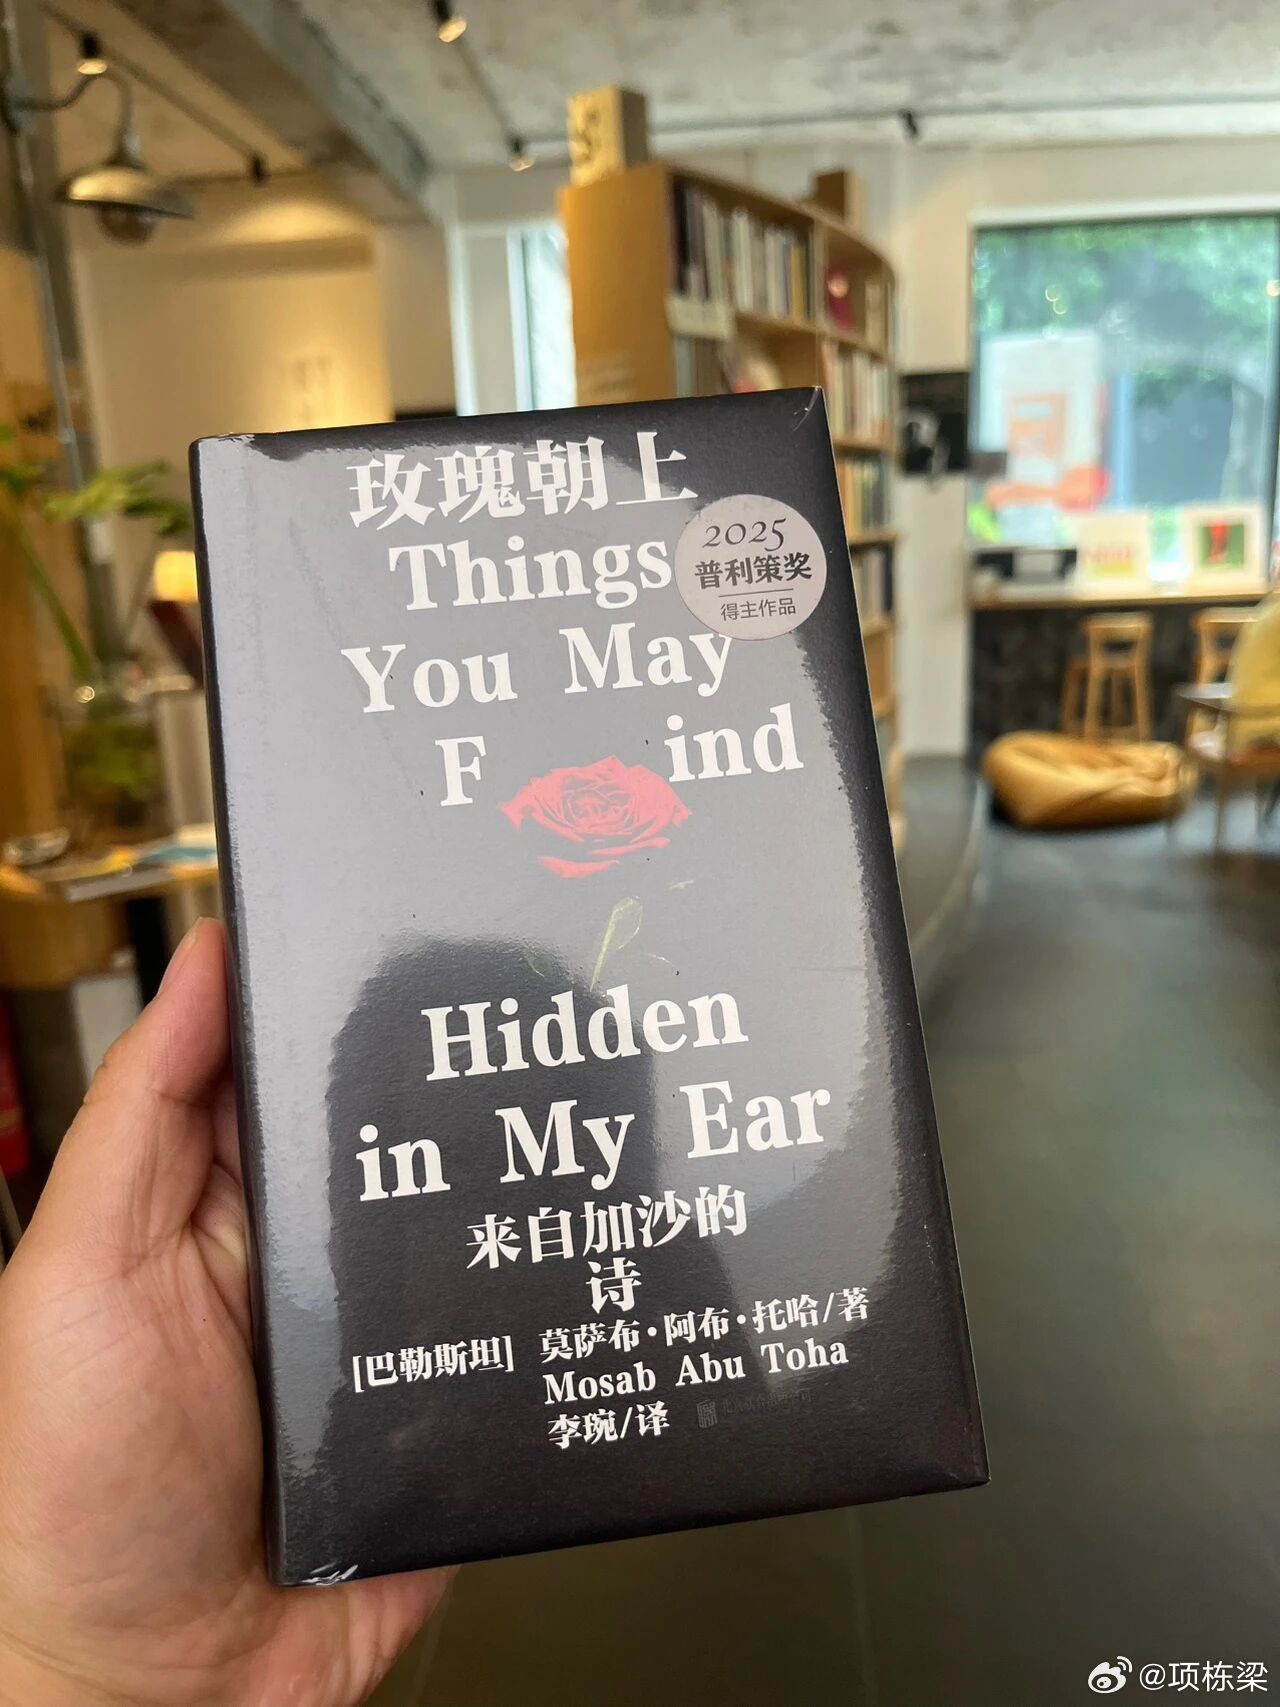 玫瑰朝上
Things
You May
F ind
Hidden
in My Ear
2025
普利策奖
得主作品
来自加沙的
诗
[巴勒斯坦] 莫萨布·阿布·托哈/著
Mosab Abu Toha
李琬/译
@项栋梁